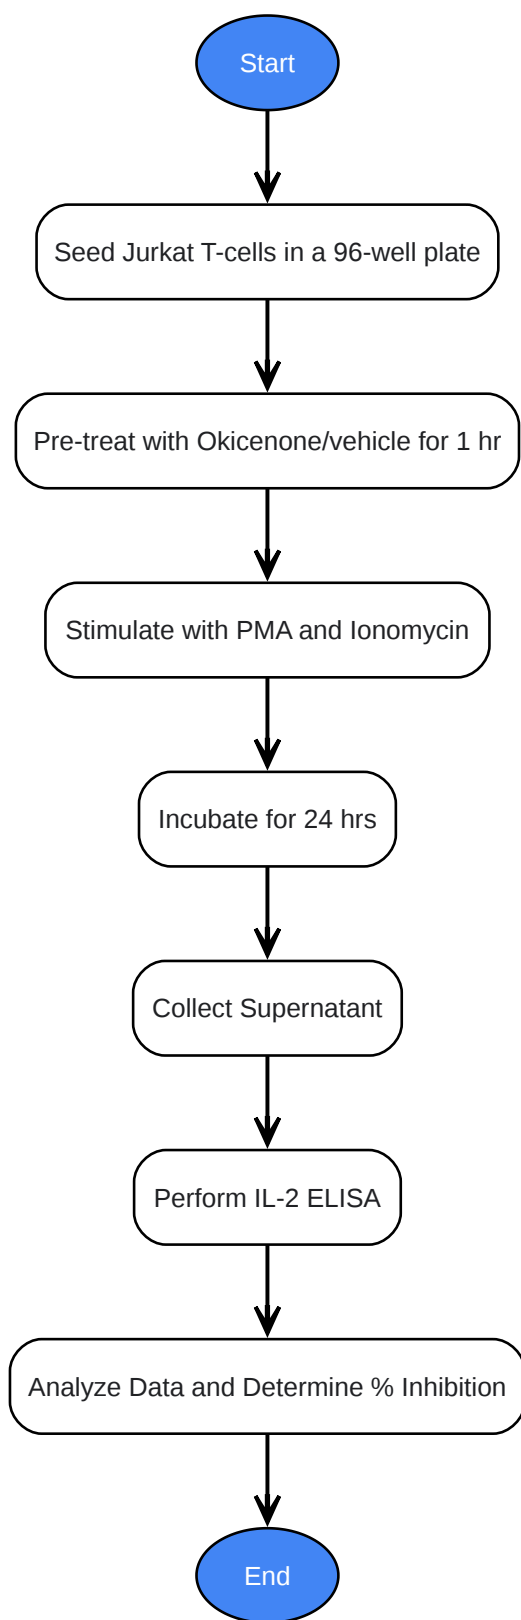 Start
Seed Jurkat T-cells in a 96-well plate
Pre-treat with Okicenone/vehicle for 1 hr
Stimulate with PMA and Ionomycin
Incubate for 24 hrs
Collect Supernatant
Perform IL-2 ELISA
Analyze Data and Determine % Inhibition
End